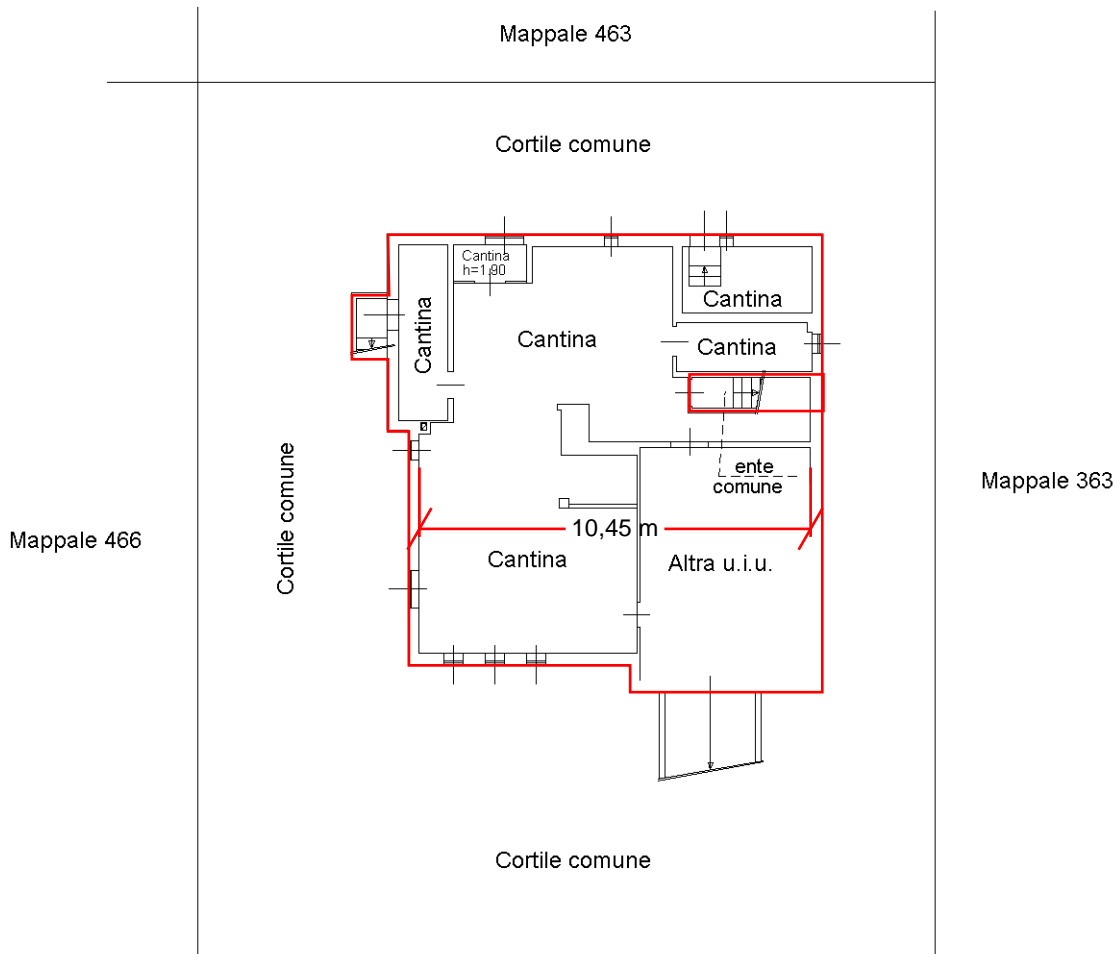 Mappale 463
Cortile comune
Cantina
h=1.90
Cantina
Cantina
Cantina
Cantina
ente
comune
Mappale 363
Cortile comune
Mappale 466
10,45 m
Cantina
Altra u.i.u.
Cortile comune